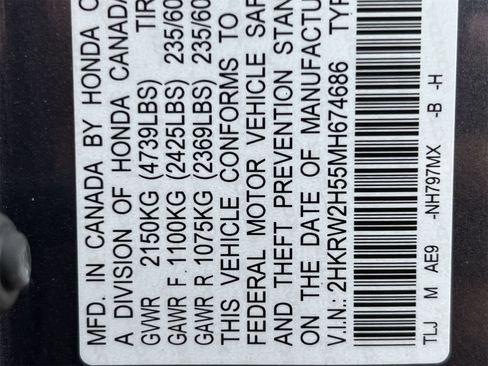 MFD. IN CANADA BY HONDA C
A DIVISION OF HONDA CANADA
GVWR 2150KG (4739LBS) TIR
GAWR F 1100KG (2425LBS) 235/60
GAWR R 1075KG (2369LBS) 235/60
THIS VEHICLE CONFORMS TO
FEDERAL MOTOR VEHICLE SAF
AND THEFT PREVENTION STAN
ON THE DATE OF MANUFACTUR
V.I.N.: 2HKRW2H55MH674686 TYP
TLJ M AE9 -NH797MX -B -H